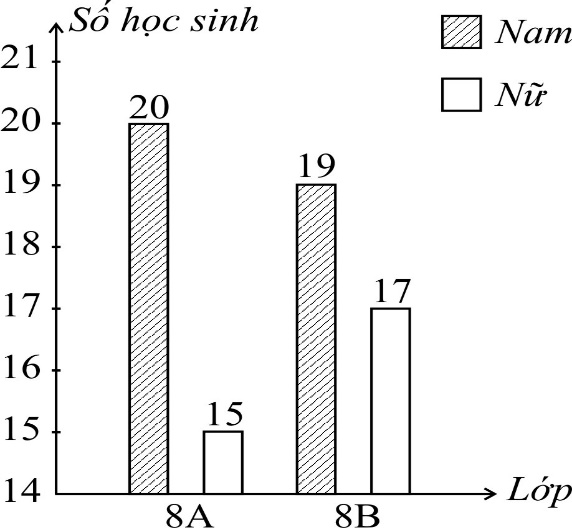 Số học sinh
Nam
Nữ
21
20
19
18
17
16
15
14
20
15
19
17
8A
8B
Lớp